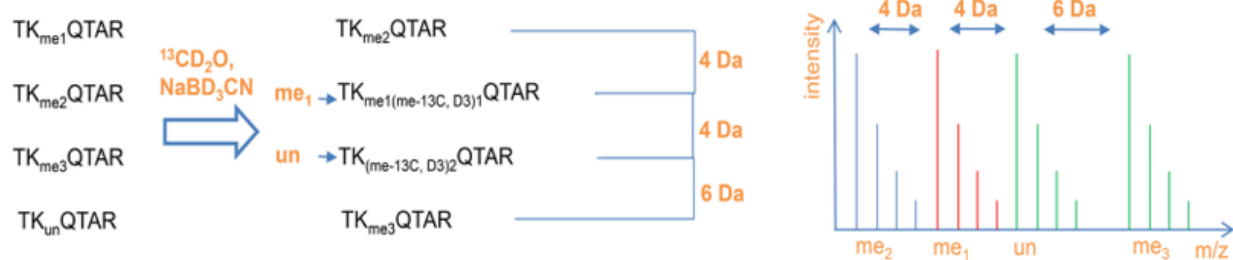 TKme1QTAR
TKme2QTAR
TKme3QTAR
TKunQTAR
13CD2O,
NaBD3CN
me1
un
TKme2QTAR
TKme1(me-13C, D3)1QTAR
TK(me-13C, D3)2QTAR
TKme3QTAR
4 Da
4 Da
6 Da
4 Da 4 Da 6 Da
intensity
me2 me1 un me3 m/z